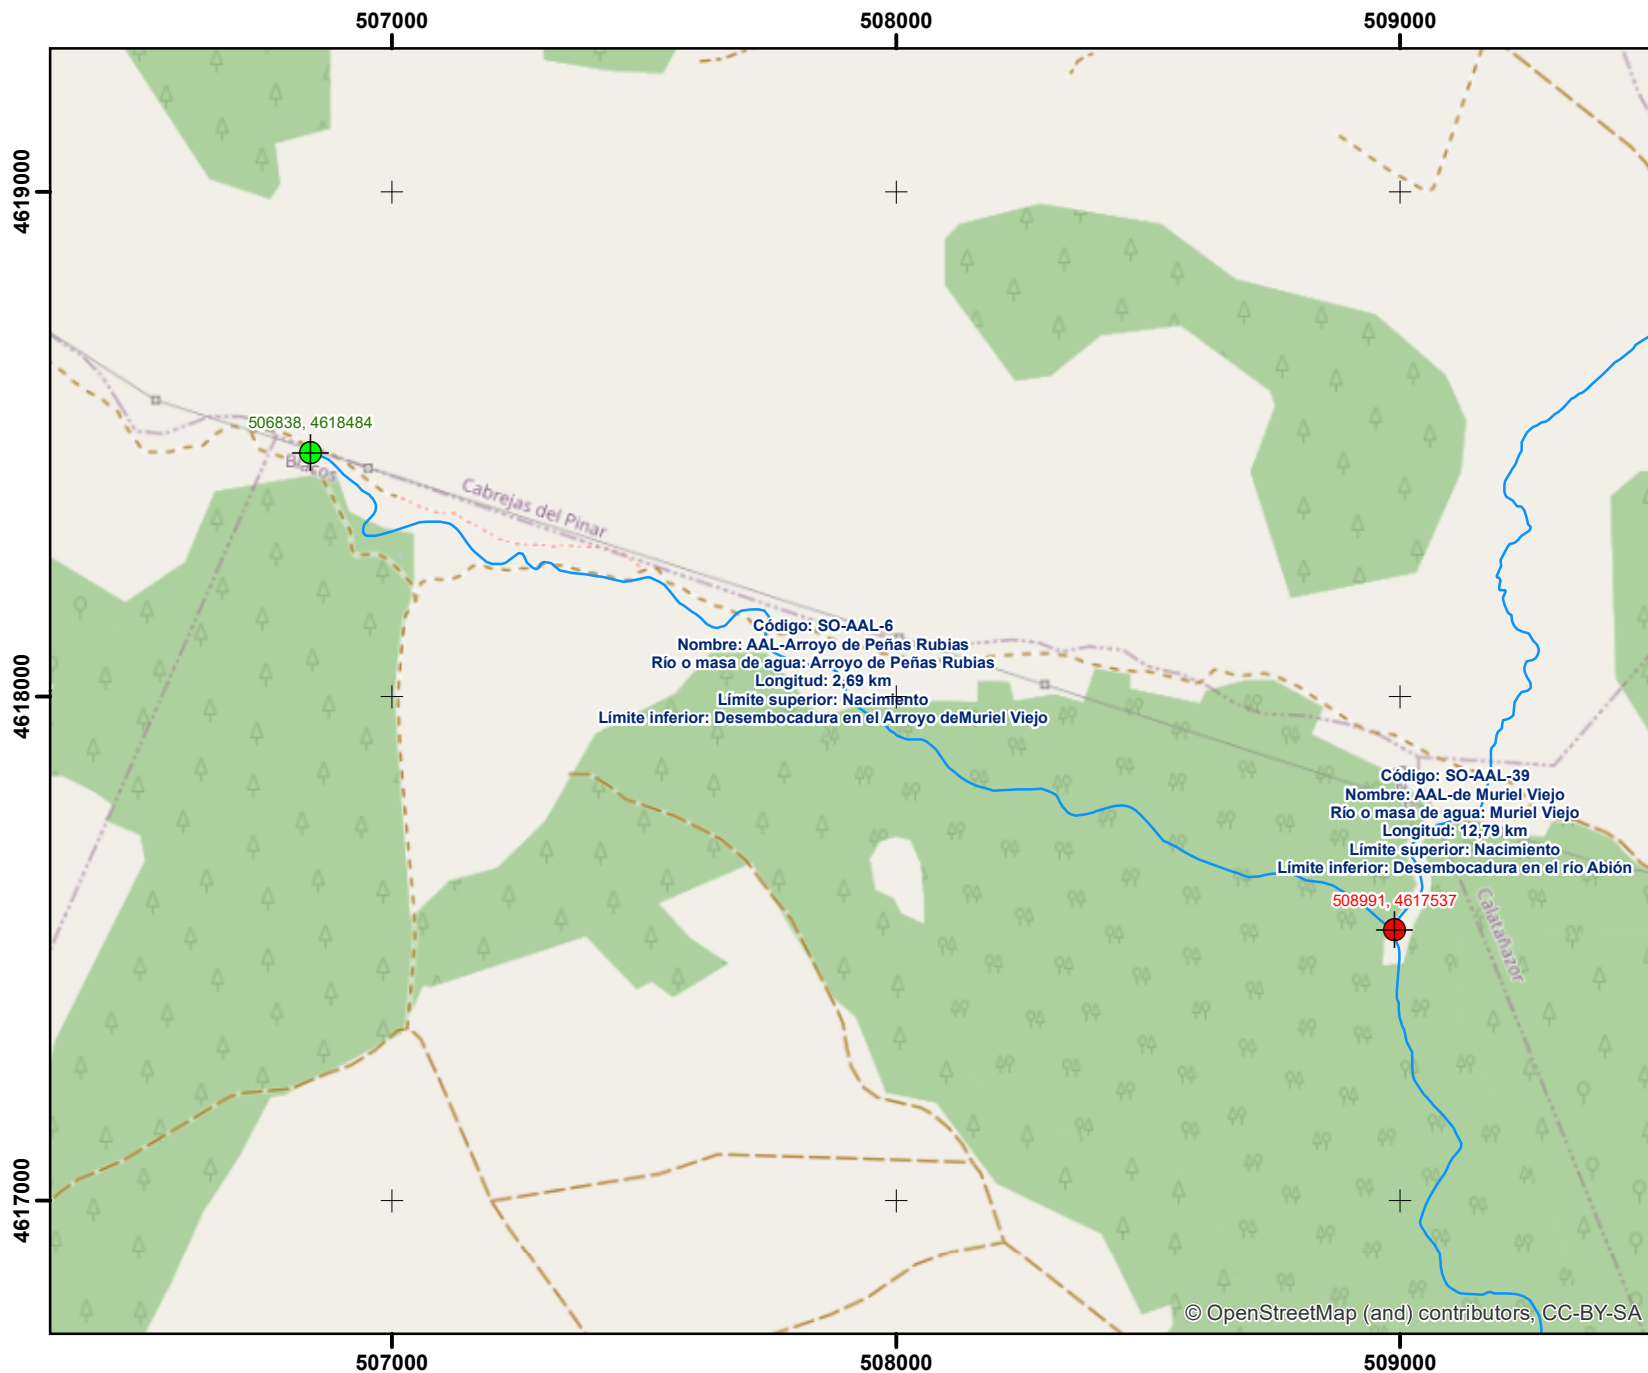 507000 508000 509000
4619000
506838, 4618484
Blacos
Cabrejas del Pinar
4618000
Código: SO-AAL-6
Nombre: AAL-Arroyo de Peñas Rubias
Río o masa de agua: Arroyo de Peñas Rubias
Longitud: 2,69 km
Límite superior: Nacimiento
Límite inferior: Desembocadura en el Arroyo deMuriel Viejo
Código: SO-AAL-39
Nombre: AAL-de Muriel Viejo
Río o masa de agua: Muriel Viejo
Longitud: 12,79 km
Límite superior: Nacimiento
Límite inferior: Desembocadura en el río Abión
508991, 4617537
Calatañazor
4617000
© OpenStreetMap (and) contributors, CC-BY-SA
507000 508000 509000